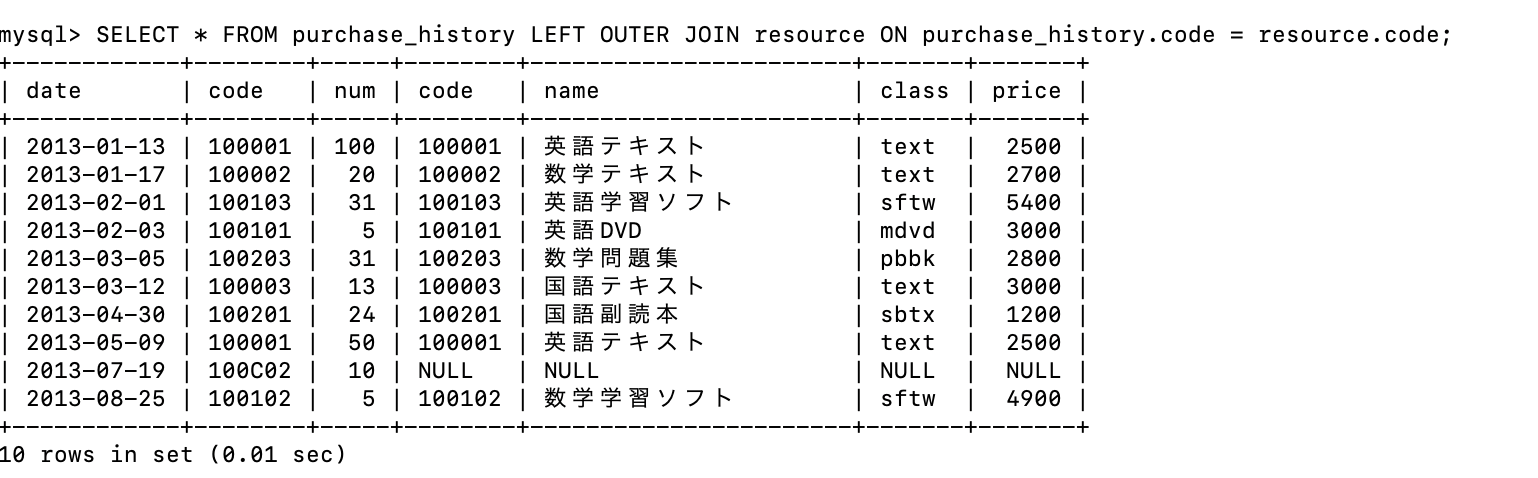 mysql> SELECT * FROM purchase_history LEFT OUTER JOIN resource ON purchase_history.code = resource.code;
+------------+--------+-----+--------+-----------------------+-------+-------+
| date       | code   | num | code   | name                  | class | price |
+------------+--------+-----+--------+-----------------------+-------+-------+
| 2013-01-13 | 100001 | 100 | 100001 | 英語テキスト          | text  |  2500 |
| 2013-01-17 | 100002 |  20 | 100002 | 数学テキスト          | text  |  2700 |
| 2013-02-01 | 100103 |  31 | 100103 | 英語学習ソフト        | sftw  |  5400 |
| 2013-02-03 | 100101 |   5 | 100101 | 英語DVD               | mdvd  |  3000 |
| 2013-03-05 | 100203 |  31 | 100203 | 数学問題集            | pbbk  |  2800 |
| 2013-03-12 | 100003 |  13 | 100003 | 国語テキスト          | text  |  3000 |
| 2013-04-30 | 100201 |  24 | 100201 | 国語副読本            | sbtx  |  1200 |
| 2013-05-09 | 100001 |  50 | 100001 | 英語テキスト          | text  |  2500 |
| 2013-07-19 | 100C02 |  10 | NULL   | NULL                  | NULL  |  NULL |
| 2013-08-25 | 100102 |   5 | 100102 | 数学学習ソフト        | sftw  |  4900 |
+------------+--------+-----+--------+-----------------------+-------+-------+
10 rows in set (0.01 sec)